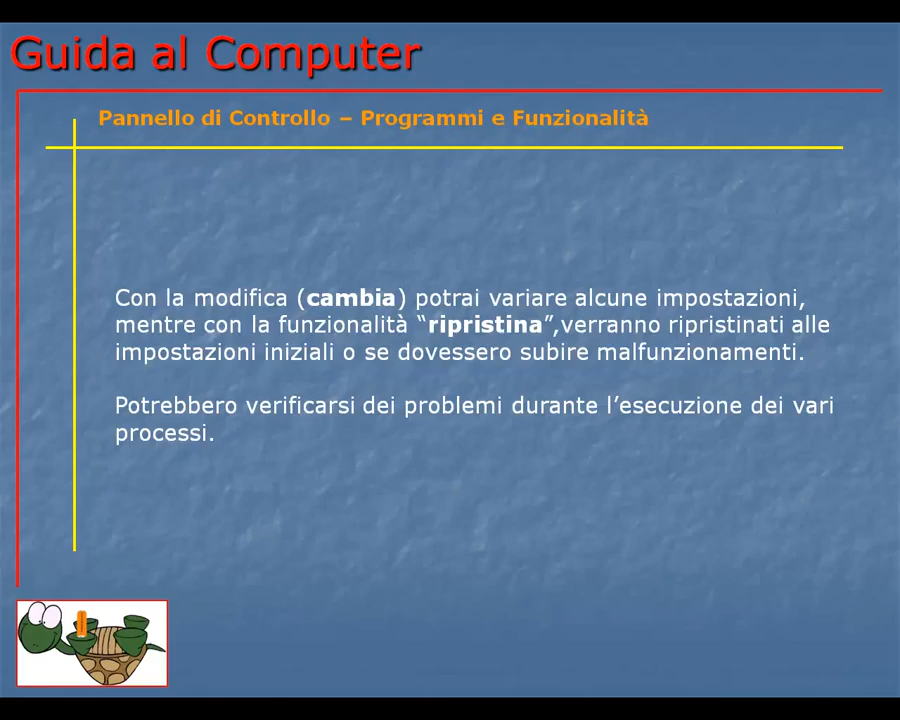 Guida al Computer
Pannello di Controllo – Programmi e Funzionalità
Con la modifica (cambia) potrai variare alcune impostazioni,
mentre con la funzionalità “ripristina”,verranno ripristinati alle
impostazioni iniziali o se dovessero subire malfunzionamenti.
Potrebbero verificarsi dei problemi durante l’esecuzione dei vari
processi.